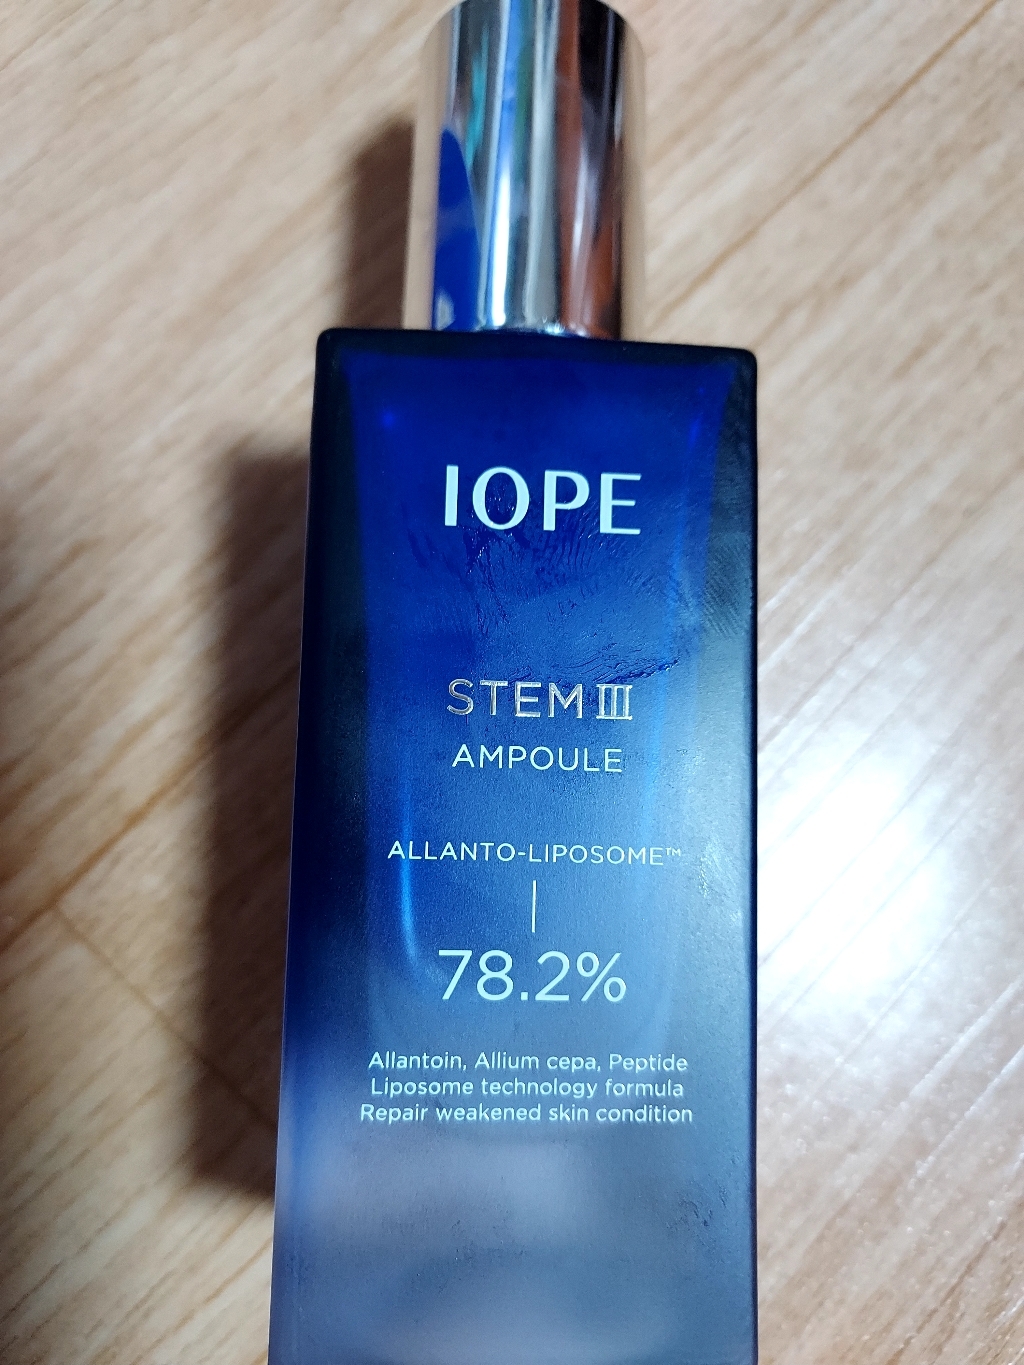 IOPE
STEM III
AMPOULE
ALLANTO-LIPOSOME™
78.2%
Allantoin, Allium cepa, Peptide
Liposome technology formula
Repair weakened skin condition